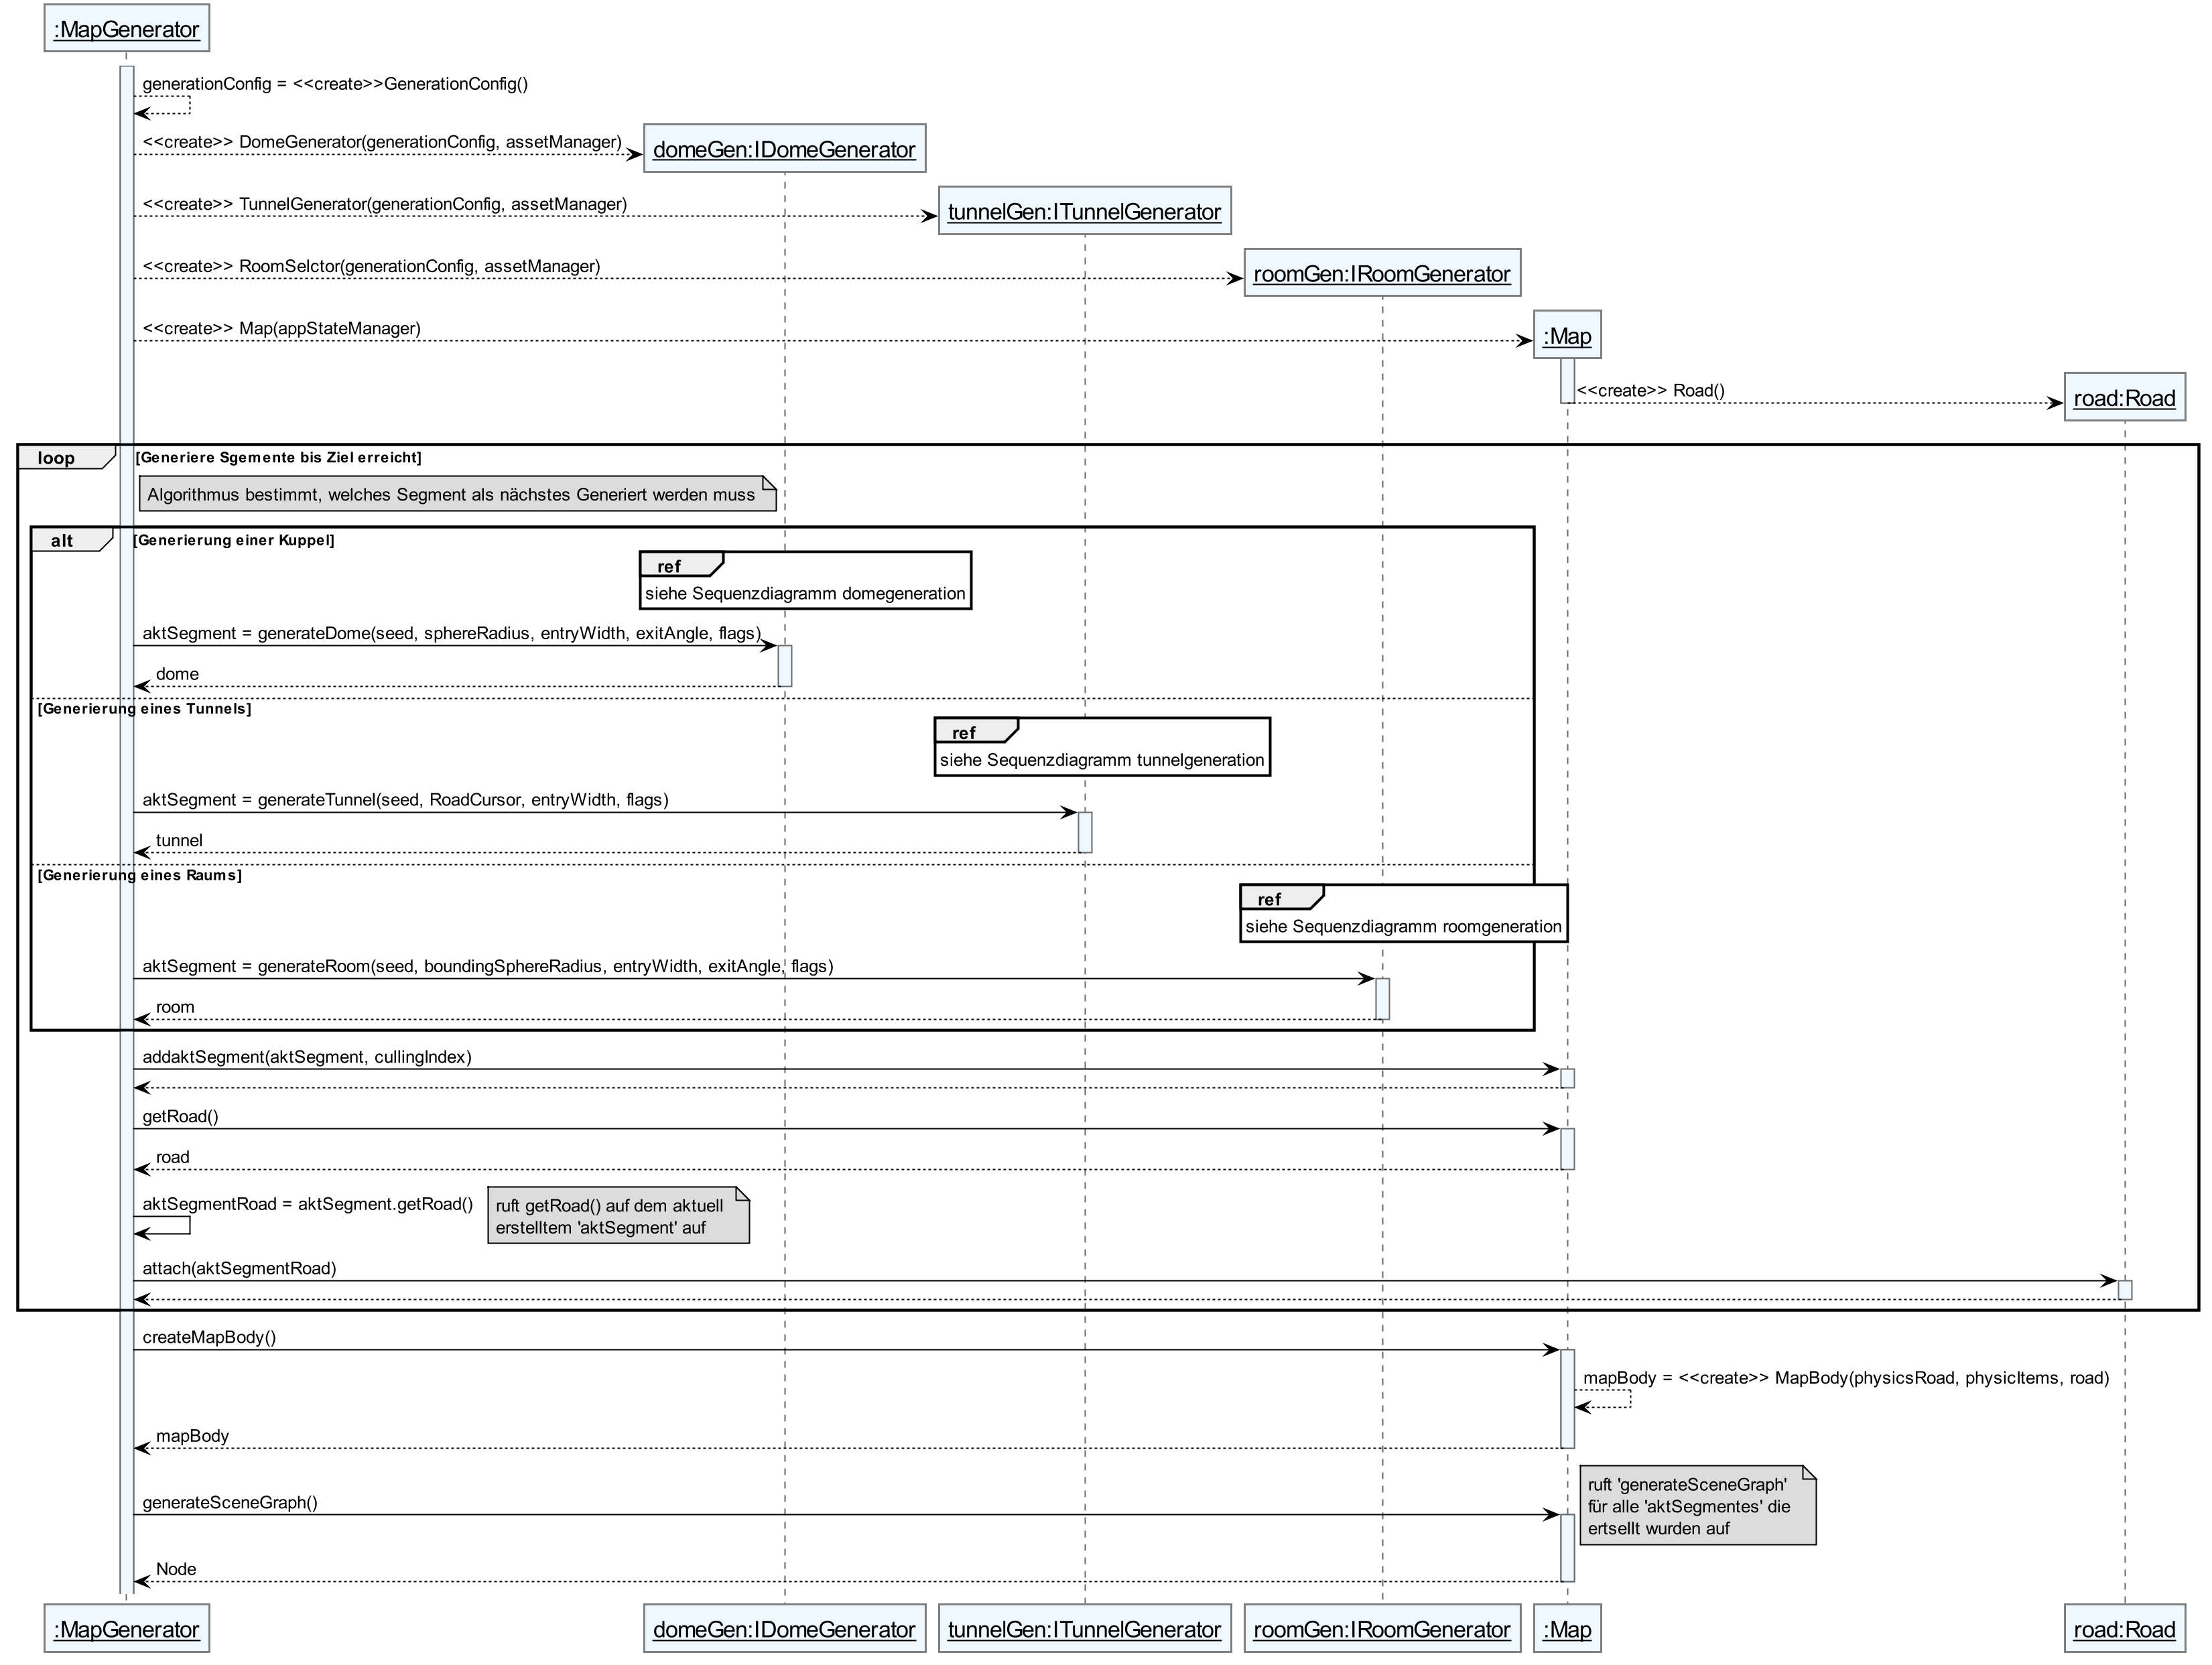 :MapGenerator
generationConfig = <<create>>GenerationConfig()
<<create>> DomeGenerator(generationConfig, assetManager)
domeGen:IDomeGenerator
<<create>> TunnelGenerator(generationConfig, assetManager)
tunnelGen:ITunnelGenerator
<<create>> RoomSelctor(generationConfig, assetManager)
roomGen:IRoomGenerator
<<create>> Map(appStateManager)
:Map
<<create>> Road()
road:Road
loop
[Generiere Sgemente bis Ziel erreicht]
Algorithmus bestimmt, welches Segment als nächstes Generiert werden muss
alt
[Generierung einer Kuppel]
ref
siehe Sequenzdiagramm domegeneration
aktSegment = generateDome(seed, sphereRadius, entryWidth, exitAngle, flags)
dome
[Generierung eines Tunnels]
ref
siehe Sequenzdiagramm tunnelgeneration
aktSegment = generateTunnel(seed, RoadCursor, entryWidth, flags)
tunnel
[Generierung eines Raums]
ref
siehe Sequenzdiagramm roomgeneration
aktSegment = generateRoom(seed, boundingSphereRadius, entryWidth, exitAngle, flags)
room
addaktSegment(aktSegment, cullingIndex)
getRoad()
road
aktSegmentRoad = aktSegment.getRoad()
ruft getRoad() auf dem aktuell
erstelltem 'aktSegment' auf
attach(aktSegmentRoad)
createMapBody()
mapBody = <<create>> MapBody(physicsRoad, physicItems, road)
mapBody
ruft 'generateSceneGraph'
für alle 'aktSegmentes' die
ertsellt wurden auf
generateSceneGraph()
Node
:MapGenerator
domeGen:IDomeGenerator
tunnelGen:ITunnelGenerator
roomGen:IRoomGenerator
:Map
road:Road